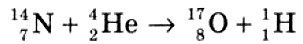 ¹⁴₇N + ⁴₂He → ¹⁷₈O + ¹₁H